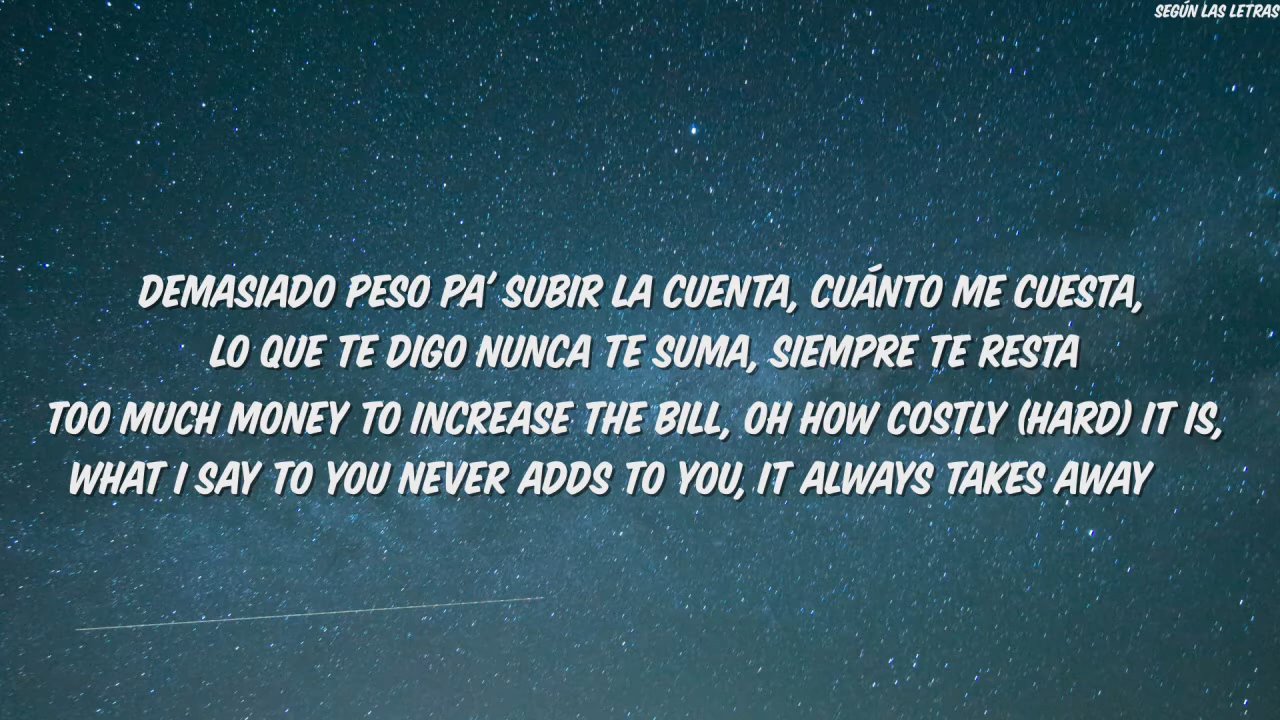 SEGÚN LAS LETRAS
DEMASIADO PESO PA' SUBIR LA CUENTA, CUÁNTO ME CUESTA,
LO QUE TE DIGO NUNCA TE SUMA, SIEMPRE TE RESTA
TOO MUCH MONEY TO INCREASE THE BILL, OH HOW COSTLY (HARD) IT IS,
WHAT I SAY TO YOU NEVER ADDS TO YOU, IT ALWAYS TAKES AWAY